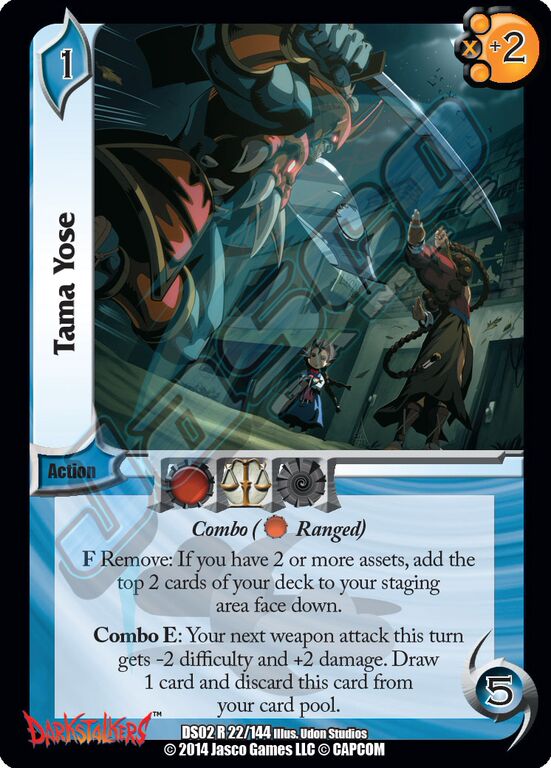 1
X +2
Tama Yose
Action
Combo ( Ranged)
F Remove: If you have 2 or more assets, add the
top 2 cards of your deck to your staging
area face down.
Combo E: Your next weapon attack this turn
gets -2 difficulty and +2 damage. Draw
1 card and discard this card from
your card pool.
5
DARKSTALKERS™
DS02 R 22/144 Illus. Udon Studios
© 2014 Jasco Games LLC © CAPCOM
JASCO